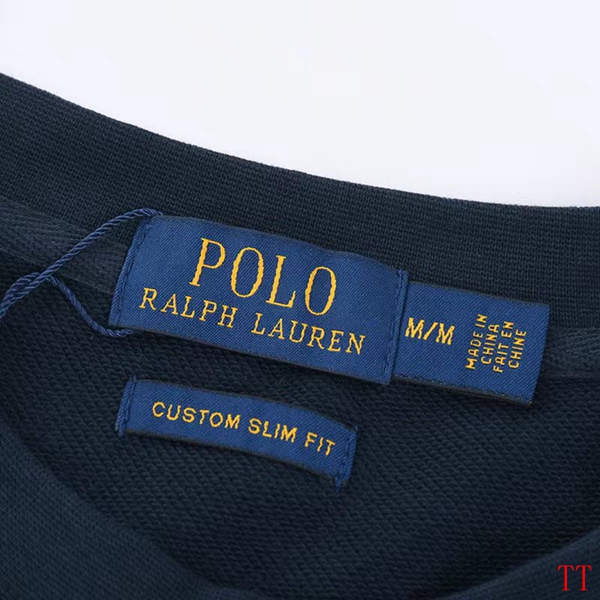 POLO
RALPH LAUREN
M/M
MADE IN
CHINA
FAIT EN
CHINE
CUSTOM SLIM FIT
TT